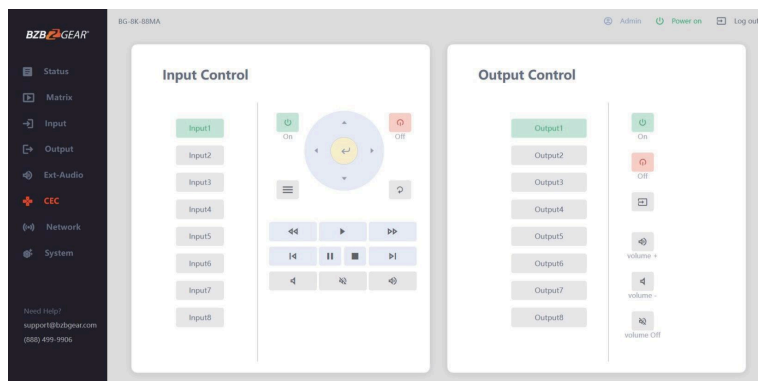 BG-8K-88MA
Admin
Power on
Log out
BZBGEAR
Status
Matrix
Input
Output
Ext-Audio
CEC
Network
System
Need Help?
support@bzbgear.com
(888) 499-9906
Input Control
Input1
Input2
Input3
Input4
Input5
Input6
Input7
Input8
On
Off
Output Control
Output1
Output2
Output3
Output4
Output5
Output6
Output7
Output8
On
Off
volume +
volume -
volume Off